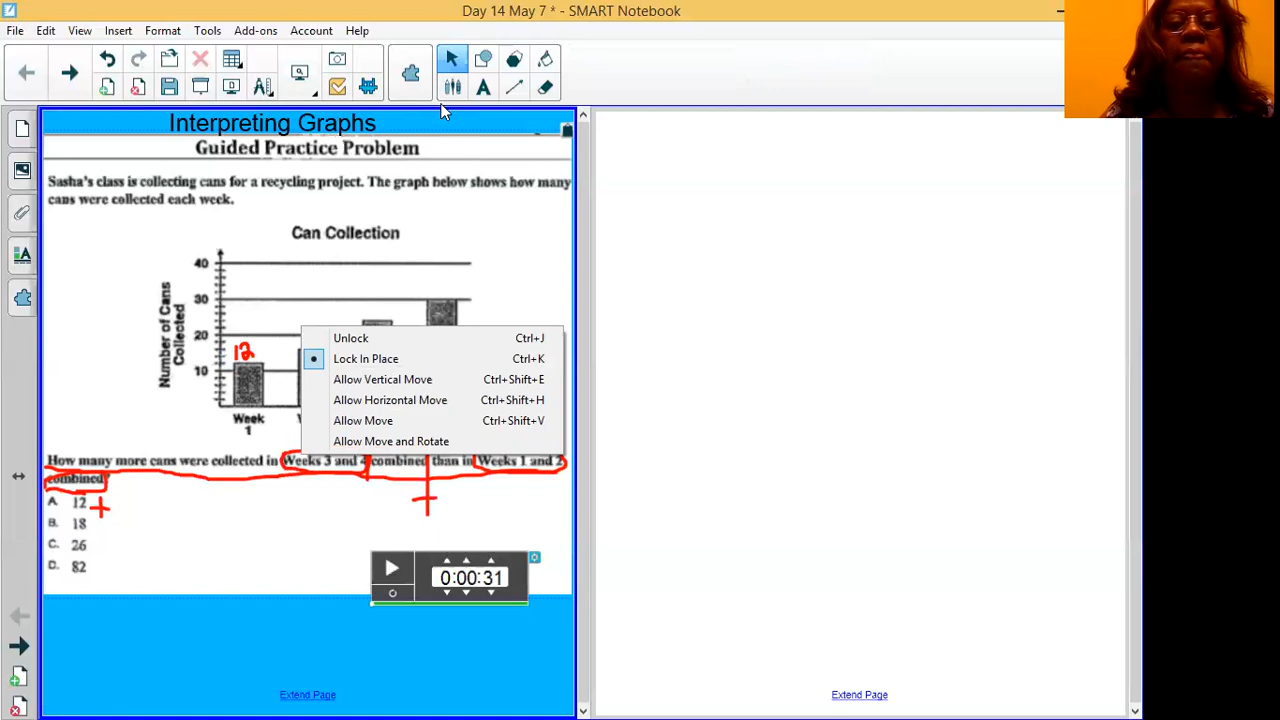 Day 14 May 7 * - SMART Notebook
File Edit View Insert Format Tools Add-ons Account Help
Interpreting Graphs
Guided Practice Problem
Sasha's class is collecting cans for a recycling project. The graph below shows how many
cans were collected each week.
Can Collection
Number of Cans
Collected
40
30
20
10
12
Week
1
Unlock Ctrl+J
Lock In Place Ctrl+K
Allow Vertical Move Ctrl+Shift+E
Allow Horizontal Move Ctrl+Shift+H
Allow Move Ctrl+Shift+V
Allow Move and Rotate
How many more cans were collected in Weeks 3 and 4 combined than in Weeks 1 and 2
combined?
A. 12 +
B. 18
C. 26
D. 82
+
0:00:31
Extend Page
Extend Page